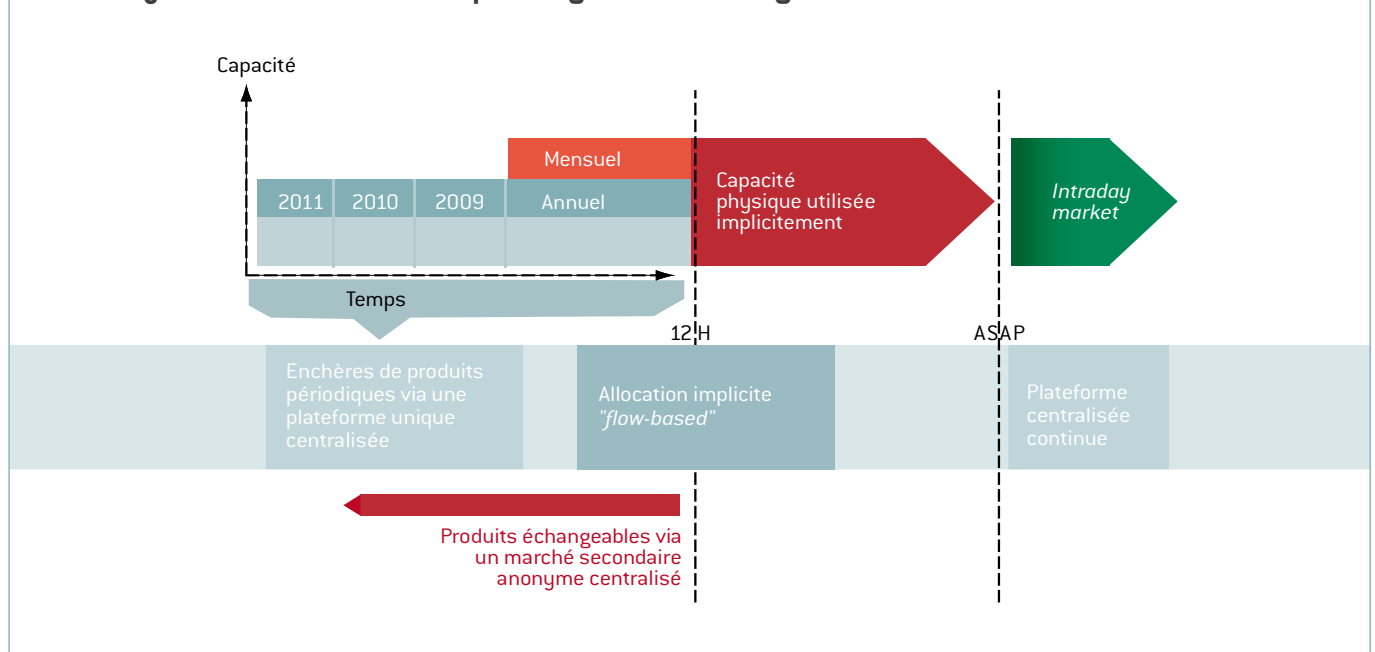 Capacité
Mensuel
2011
2010
2009
Annuel
Capacité
physique utilisée
implicitement
Intraday
market
Temps
12 H
ASAP
Enchères de produits
périodiques via une
plateforme unique
centralisée
Allocation implicite
"flow-based"
Plateforme
centralisée
continue
Produits échangeables via
un marché secondaire
anonyme centralisé